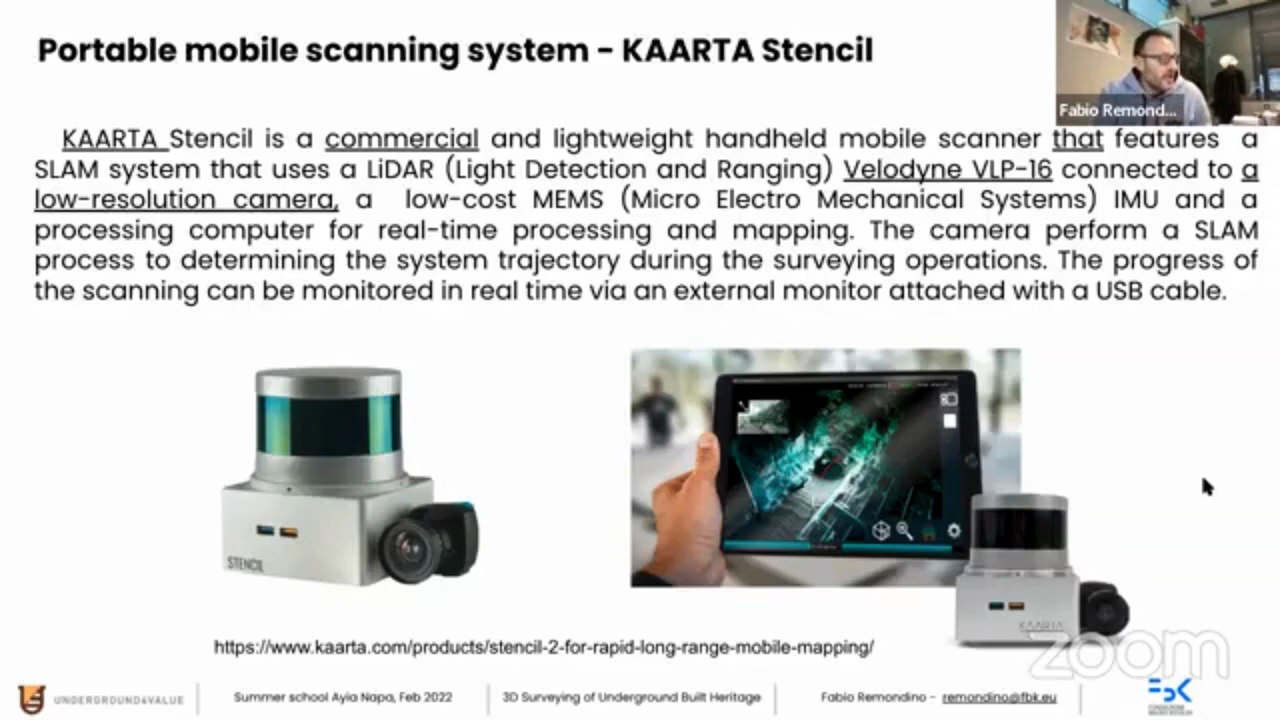 Portable mobile scanning system - KAARTA Stencil
Fabio Remond...
KAARTA Stencil is a commercial and lightweight handheld mobile scanner that features a
SLAM system that uses a LiDAR (Light Detection and Ranging) Velodyne VLP-16 connected to a
low-resolution camera, a low-cost MEMS (Micro Electro Mechanical Systems) IMU and a
processing computer for real-time processing and mapping. The camera perform a SLAM
process to determining the system trajectory during the surveying operations. The progress of
the scanning can be monitored in real time via an external monitor attached with a USB cable.
STENCIL
KAARTA
zoom
https://www.kaarta.com/products/stencil-2-for-rapid-long-range-mobile-mapping/
UNDERGROUND4VALUE
Summer school Ayia Napa, Feb 2022
3D Surveying of Underground Built Heritage
Fabio Remondino - remondino@fbk.eu
FBK
FONDAZIONE
BRUNO KESSLER